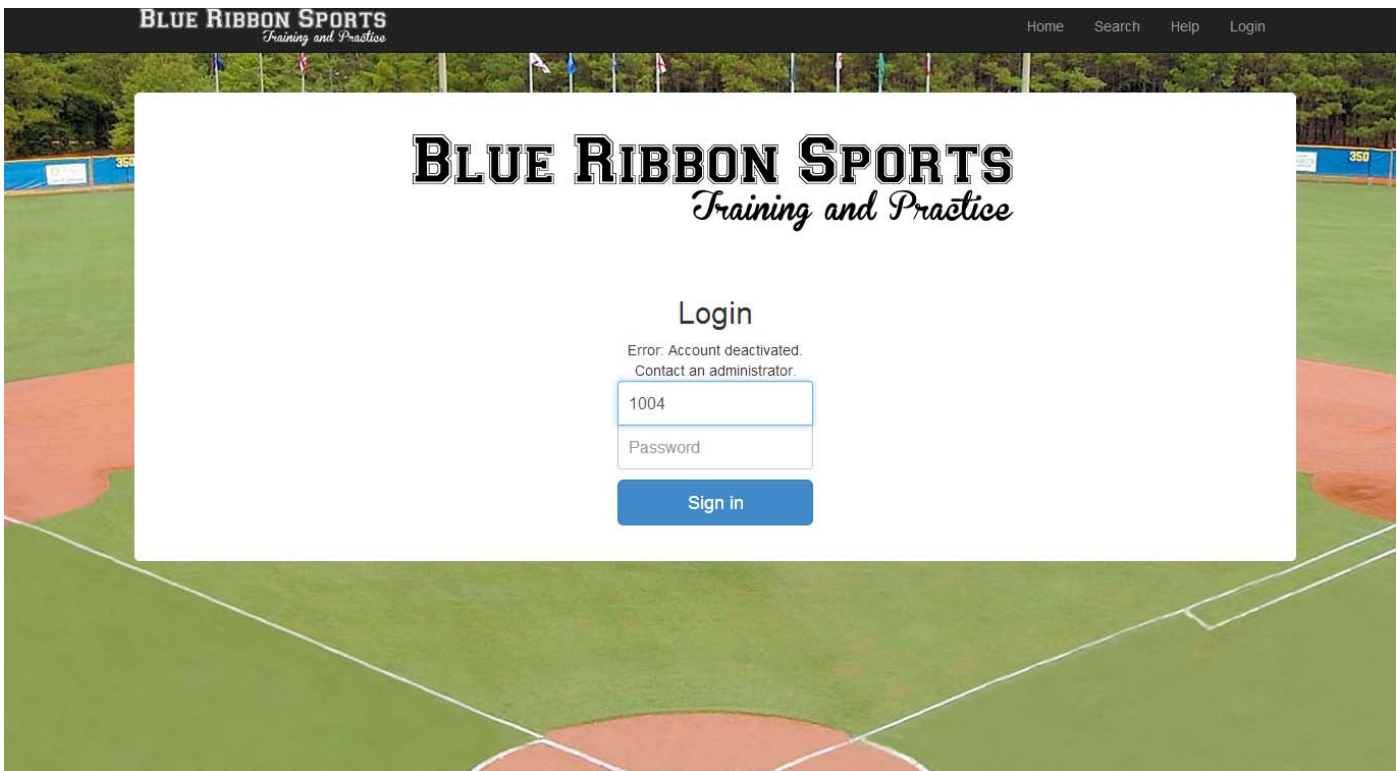 BLUE RIBBON SPORTS
Training and Practice
Home Search Help Login
350
350
BLUE RIBBON SPORTS
Training and Practice
Login
Error: Account deactivated.
Contact an administrator.
1004
Password
Sign in